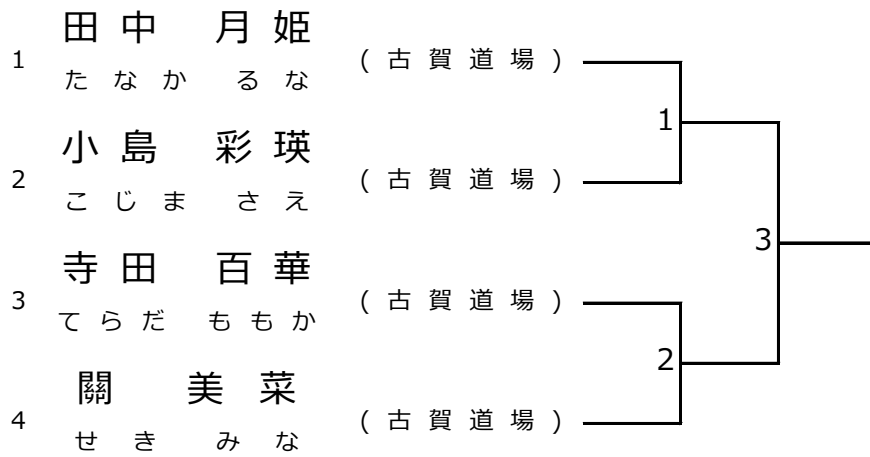 田中 月姫
1 (古賀道場)
たなか るな
1
小島 彩瑛
2 (古賀道場)
こじま さえ
3
寺田 百華
3 (古賀道場)
てらだ ももか
2
關 美菜
4 (古賀道場)
せき みな